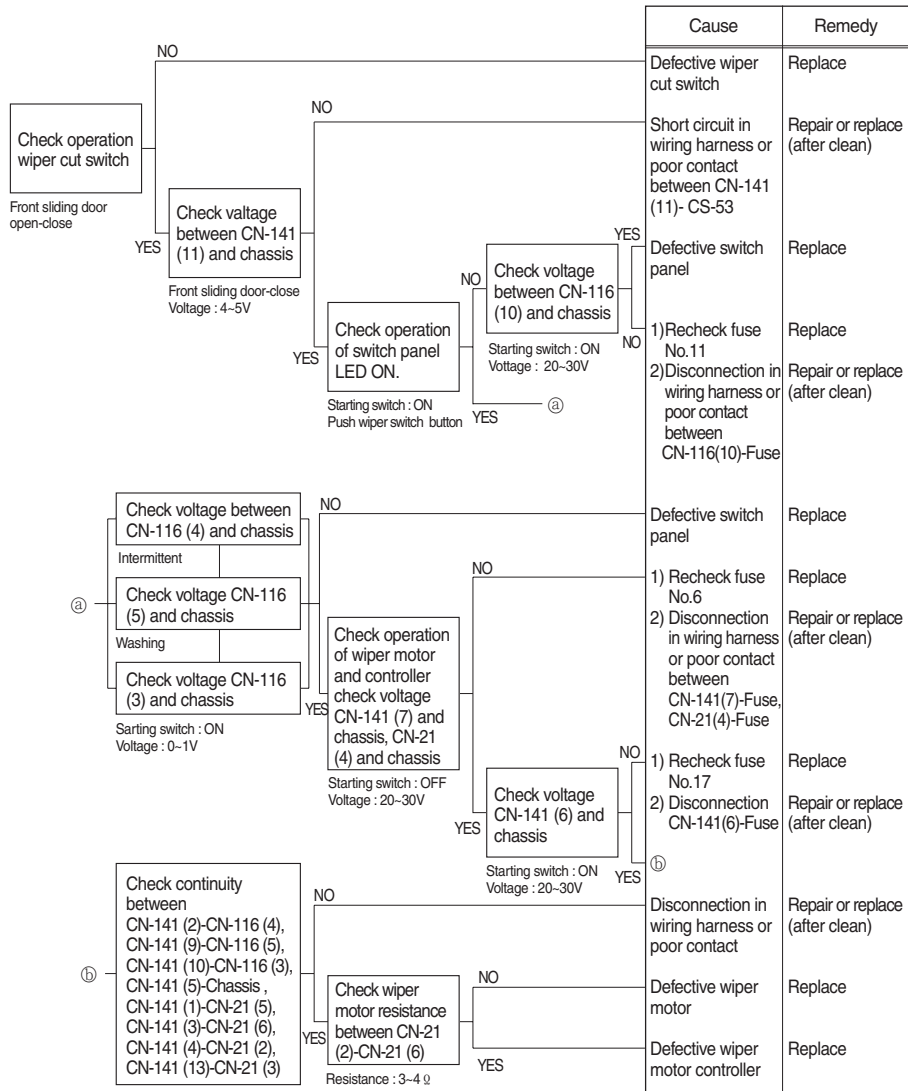 Cause
Remedy
NO
Defective wiper
cut switch
Replace
Check operation
wiper cut switch
Front sliding door
open-close
NO
Short circuit in
wiring harness or
poor contact
between CN-141
(11)- CS-53
Repair or replace
(after clean)
YES
Check valtage
between CN-141
(11) and chassis
Front sliding door-close
Voltage : 4~5V
YES
Check operation
of switch panel
LED ON.
Starting switch : ON
Push wiper switch button
NO
Check voltage
between CN-116
(10) and chassis
Starting switch : ON
Vottage : 20~30V
YES
Defective switch
panel
Replace
NO
1)Recheck fuse
No.11
Replace
2)Disconnection in
wiring harness or
poor contact
between
CN-116(10)-Fuse
Repair or replace
(after clean)
YES
ⓐ
ⓐ
Check voltage between
CN-116 (4) and chassis
Intermittent
Check voltage CN-116
(5) and chassis
Washing
Check voltage CN-116
(3) and chassis
Sarting switch : ON
Voltage : 0~1V
NO
Defective switch
panel
Replace
YES
Check operation
of wiper motor
and controller
check voltage
CN-141 (7) and
chassis, CN-21
(4) and chassis
Starting switch : OFF
Voltage : 20~30V
NO
1) Recheck fuse
No.6
Replace
2) Disconnection
in wiring harness
or poor contact
between
CN-141(7)-Fuse,
CN-21(4)-Fuse
Repair or replace
(after clean)
YES
Check voltage
CN-141 (6) and
chassis
Starting switch : ON
Voltage : 20~30V
NO
1) Recheck fuse
No.17
Replace
2) Disconnection
CN-141(6)-Fuse
Repair or replace
(after clean)
YES
ⓑ
ⓑ
Check continuity
between
CN-141 (2)-CN-116 (4),
CN-141 (9)-CN-116 (5),
CN-141 (10)-CN-116 (3),
CN-141 (5)-Chassis ,
CN-141 (1)-CN-21 (5),
CN-141 (3)-CN-21 (6),
CN-141 (4)-CN-21 (2),
CN-141 (13)-CN-21 (3)
NO
Disconnection in
wiring harness or
poor contact
Repair or replace
(after clean)
YES
Check wiper
motor resistance
between CN-21
(2)-CN-21 (6)
Resistance : 3~4 Ω
NO
Defective wiper
motor
Replace
YES
Defective wiper
motor controller
Replace